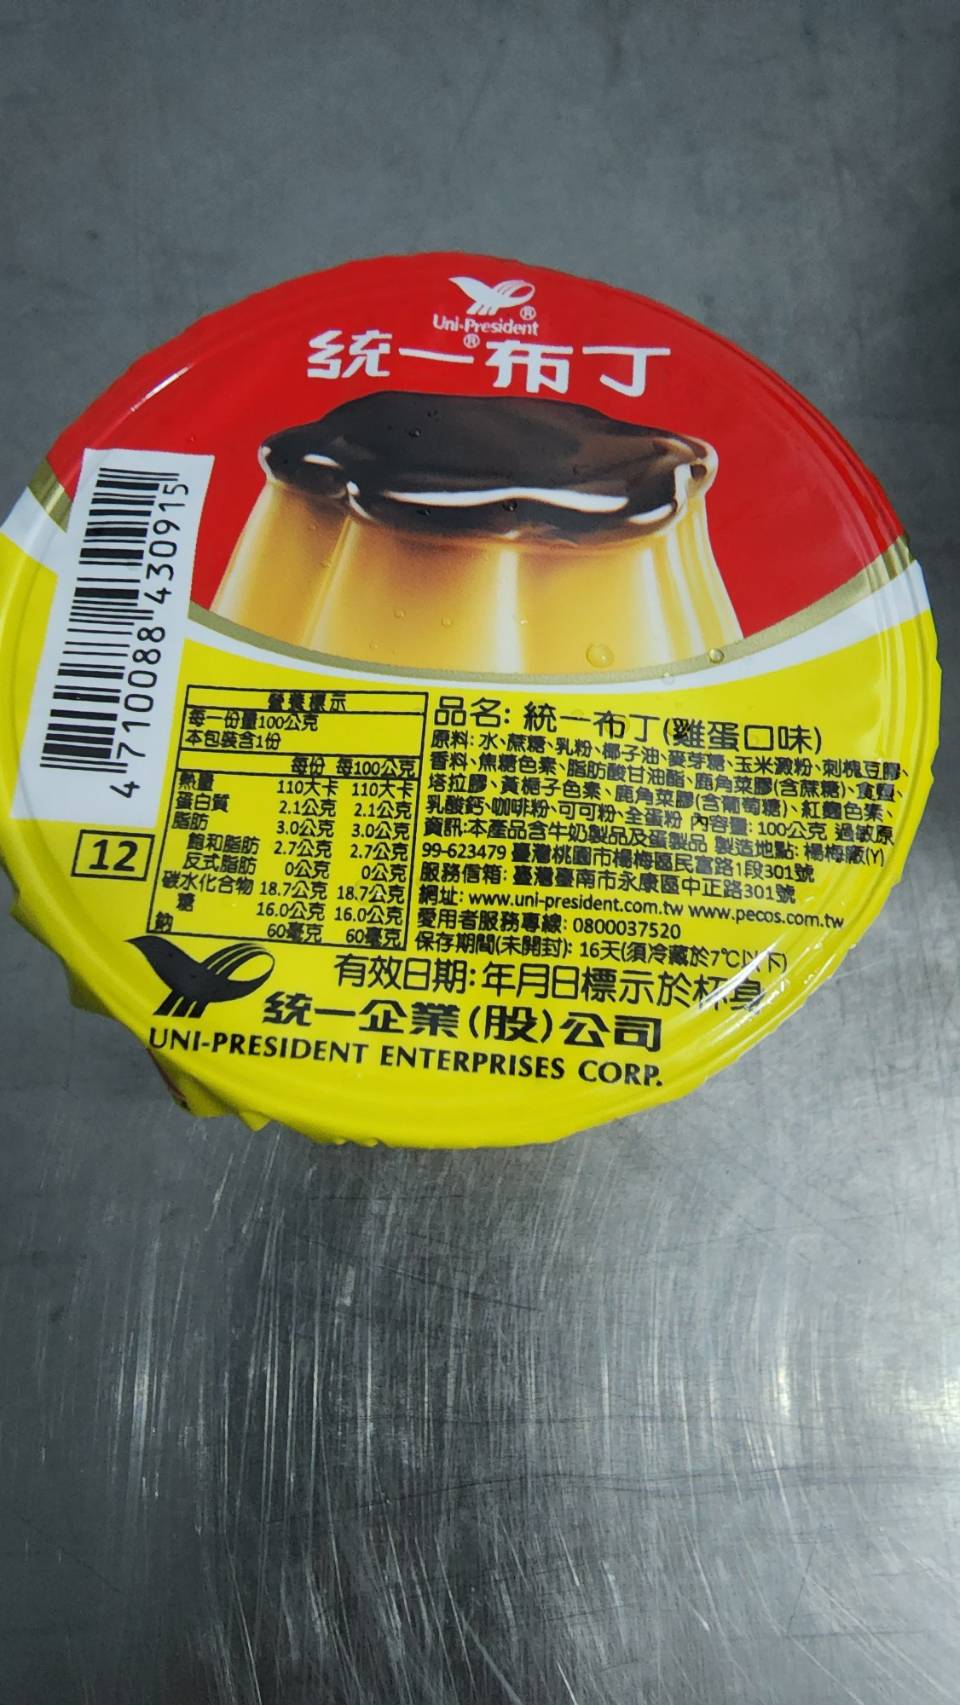 Uni-President®
統一®布丁
4 710088 430915
營養標示
每一份量100公克
本包裝含1份
每份 每100公克
熱量 110大卡 110大卡
蛋白質 2.1公克 2.1公克
脂肪 3.0公克 3.0公克
飽和脂肪 2.7公克 2.7公克
反式脂肪 0公克 0公克
碳水化合物 18.7公克 18.7公克
糖 16.0公克 16.0公克
鈉 60毫克 60毫克
12
品名: 統一布丁(雞蛋口味)
原料: 水、蔗糖、乳粉、椰子油、麥芽糖、玉米澱粉、刺槐豆膠、
香料、焦糖色素、脂肪酸甘油酯、鹿角菜膠(含蔗糖)、食鹽、
塔拉膠、黃梔子色素、鹿角菜膠(含葡萄糖)、紅麴色素、
乳酸鈣、咖啡粉、可可粉、全蛋粉 內容量: 100公克 過敏原
資訊:本產品含牛奶製品及蛋製品 製造地點: 楊梅廠(Y)
99-623479 臺灣桃園市楊梅區民富路1段301號
服務信箱: 臺灣臺南市永康區中正路301號
網址: www.uni-president.com.tw www.pecos.com.tw
愛用者服務專線: 0800037520
保存期間(未開封): 16天(須冷藏於7℃以下)
有效日期:年月日標示於杯身
統一企業(股)公司
UNI-PRESIDENT ENTERPRISES CORP.